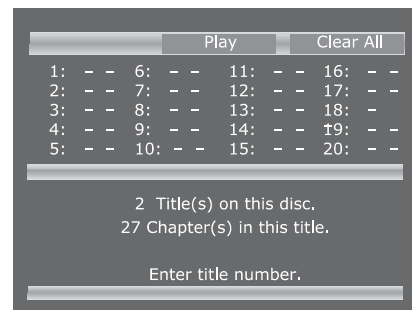 Play Clear All
1: – – 6: – – 11: – – 16: – –
2: – – 7: – – 12: – – 17: – –
3: – – 8: – – 13: – – 18: –
4: – – 9: – – 14: – – 19: – –
5: – – 10: – – 15: – – 20: – –
2 Title(s) on this disc.
27 Chapter(s) in this title.
Enter title number.